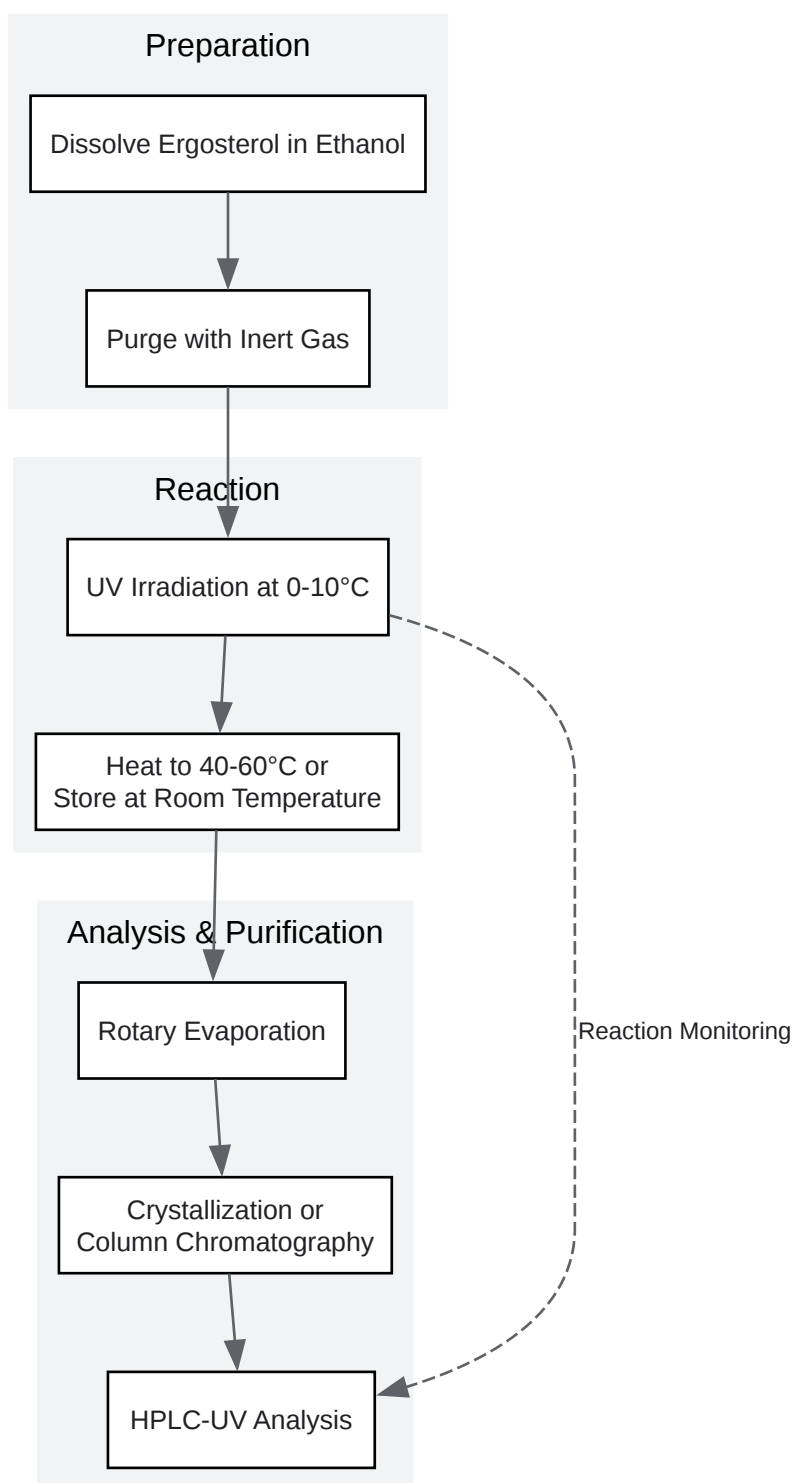 Preparation
Dissolve Ergosterol in Ethanol
Purge with Inert Gas
Reaction
UV Irradiation at 0-10°C
Heat to 40-60°C or
Store at Room Temperature
Analysis & Purification
Rotary Evaporation
Reaction Monitoring
Crystallization or
Column Chromatography
HPLC-UV Analysis